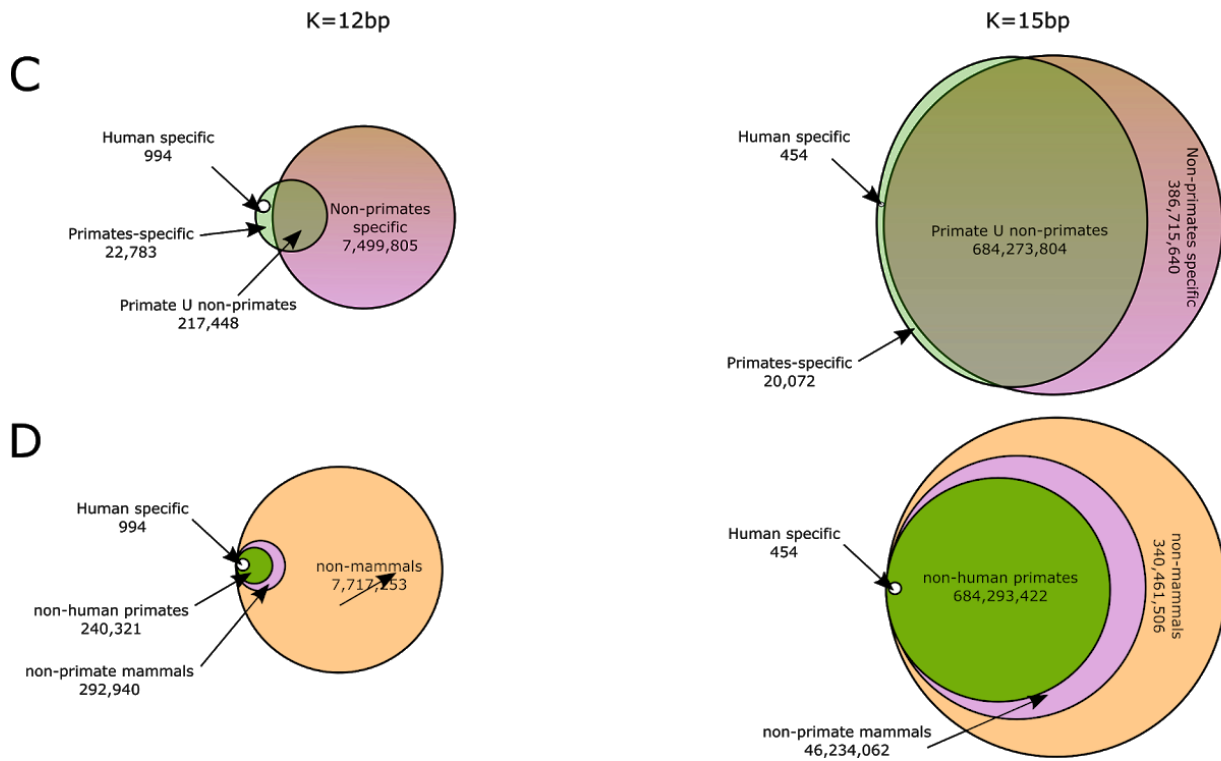 K=12bp
K=15bp
C
Human specific
994
Primates-specific
22,783
Primate U non-primates
217,448
Non-primates
specific
7,499,805
Human specific
454
Primate U non-primates
684,273,804
Non-primates
specific
386,715,640
Primates-specific
20,072
D
Human specific
994
non-human primates
240,321
non-primate mammals
292,940
non-mammals
7,717,253
Human specific
454
non-human primates
684,293,422
non-mammals
340,461,506
non-primate mammals
46,234,062